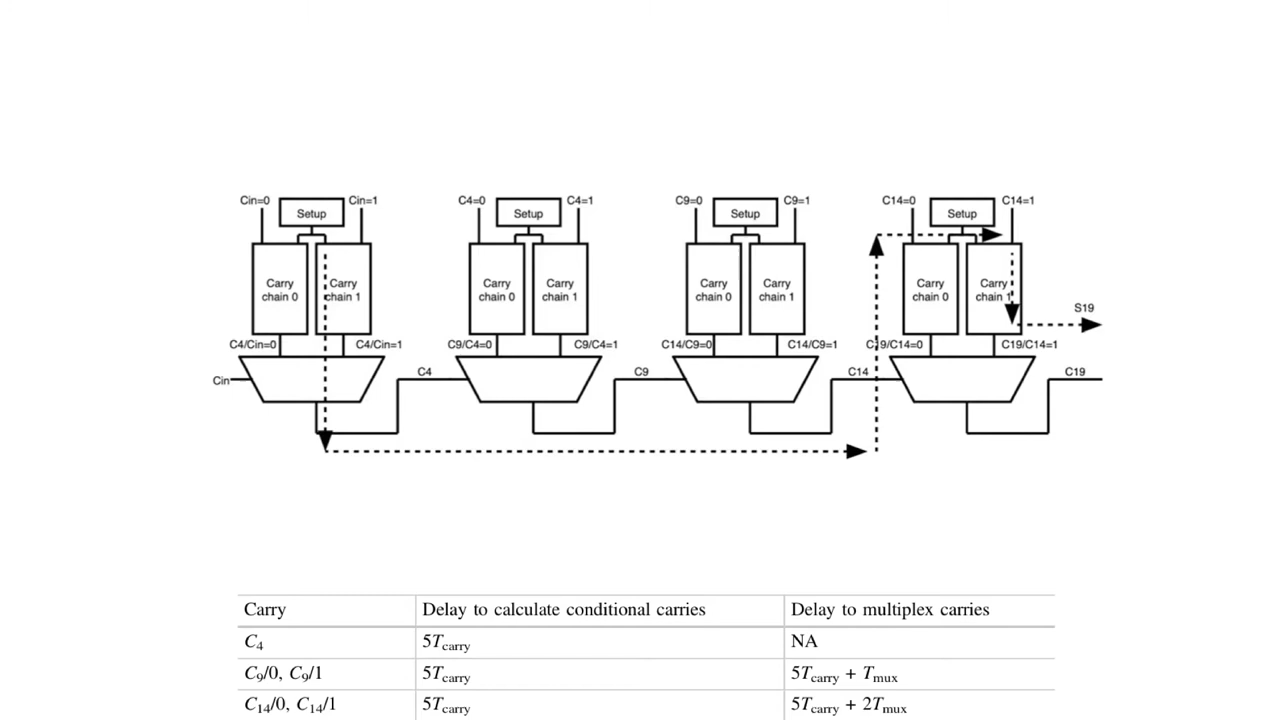 Cin=0 Setup Cin=1 C4=0 Setup C4=1 C9=0 Setup C9=1 C14=0 Setup C14=1
Carry Carry Carry Carry Carry Carry Carry Carry
chain 0 chain 1 chain 0 chain 1 chain 0 chain 1 chain 0 chain 1
S19
C4/Cin=0 C4/Cin=1 C9/C4=0 C9/C4=1 C14/C9=0 C14/C9=1 C19/C14=0 C19/C14=1
Cin C4 C9 C14 C19
Carry Delay to calculate conditional carries Delay to multiplex carries
C4 5Tcarry NA
C9/0, C9/1 5Tcarry 5Tcarry + Tmux
C14/0, C14/1 5Tcarry 5Tcarry + 2Tmux